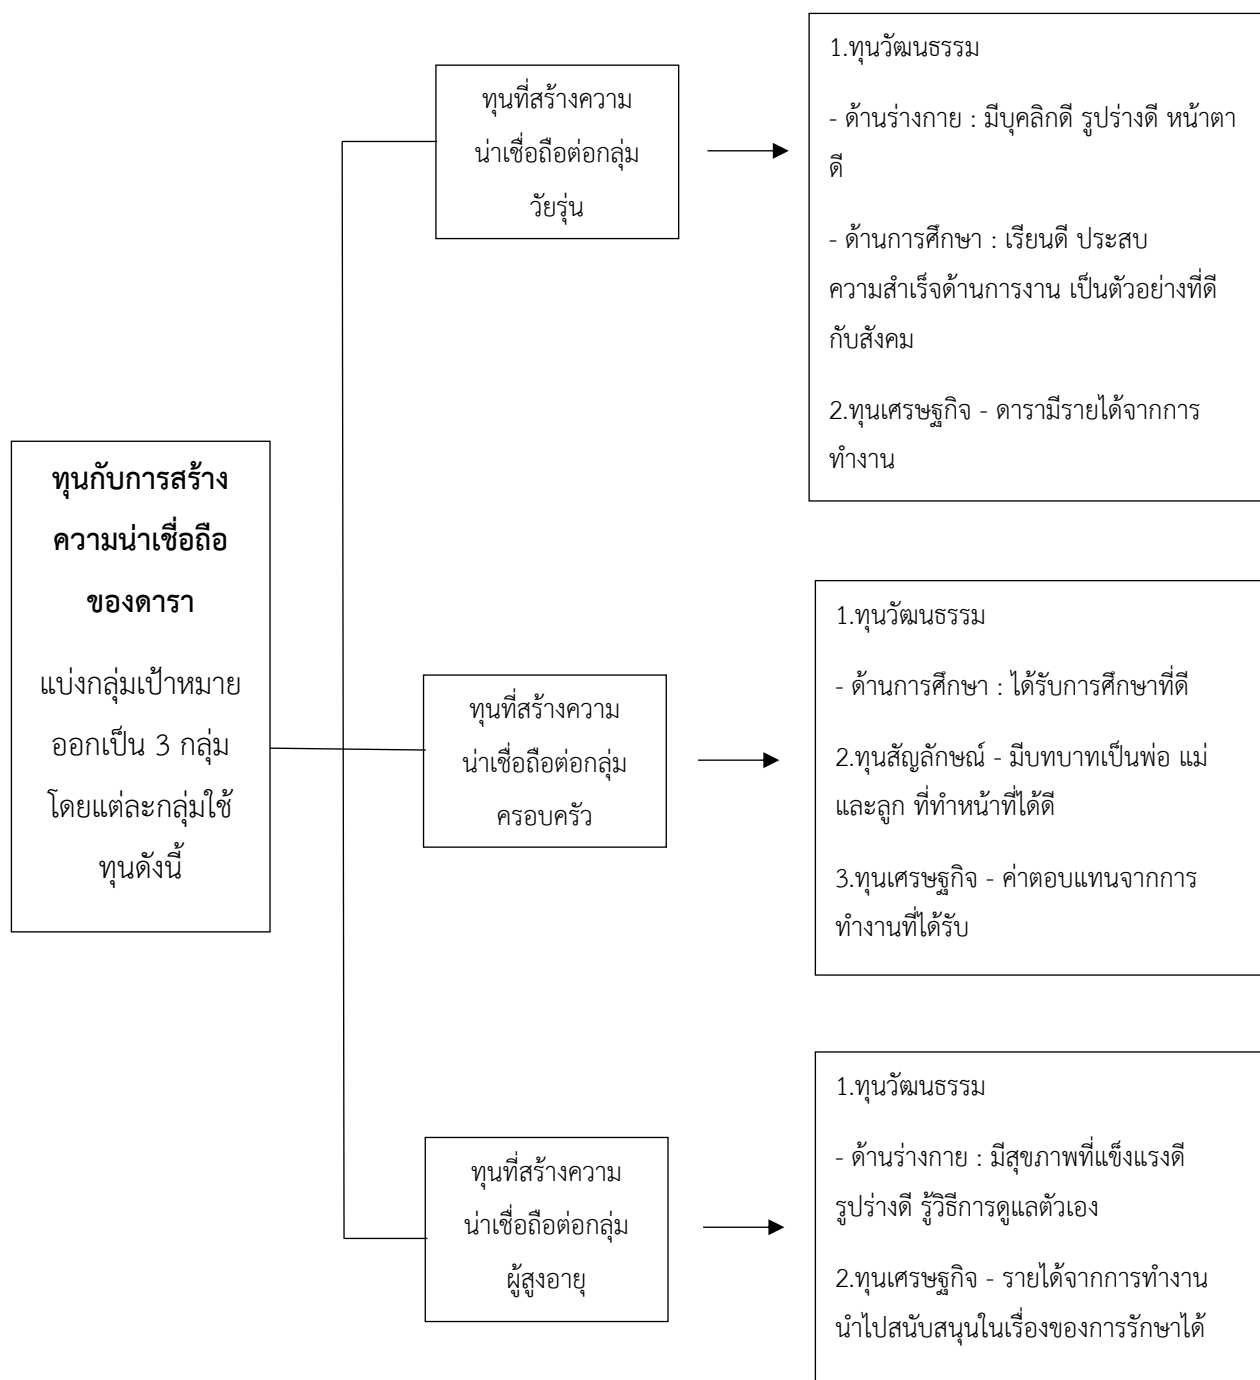 ทุนกับการสร้าง
ความน่าเชื่อถือ
ของดารา
แบ่งกลุ่มเป้าหมาย
ออกเป็น 3 กลุ่ม
โดยแต่ละกลุ่มใช้
ทุนดังนี้
ทุนที่สร้างความ
น่าเชื่อถือต่อกลุ่ม
วัยรุ่น
1.ทุนวัฒนธรรม
- ด้านร่างกาย : มีบุคลิกดี รูปร่างดี หน้าตา
ดี
- ด้านการศึกษา : เรียนดี ประสบ
ความสำเร็จด้านการงาน เป็นตัวอย่างที่ดี
กับสังคม
2.ทุนเศรษฐกิจ - ดารามีรายได้จากการ
ทำงาน
ทุนที่สร้างความ
น่าเชื่อถือต่อกลุ่ม
ครอบครัว
1.ทุนวัฒนธรรม
- ด้านการศึกษา : ได้รับการศึกษาที่ดี
2.ทุนสัญลักษณ์ - มีบทบาทเป็นพ่อ แม่
และลูก ที่ทำหน้าที่ได้ดี
3.ทุนเศรษฐกิจ - ค่าตอบแทนจากการ
ทำงานที่ได้รับ
ทุนที่สร้างความ
น่าเชื่อถือต่อกลุ่ม
ผู้สูงอายุ
1.ทุนวัฒนธรรม
- ด้านร่างกาย : มีสุขภาพที่แข็งแรงดี
รูปร่างดี รู้วิธีการดูแลตัวเอง
2.ทุนเศรษฐกิจ - รายได้จากการทำงาน
นำไปสนับสนุนในเรื่องของการรักษาได้